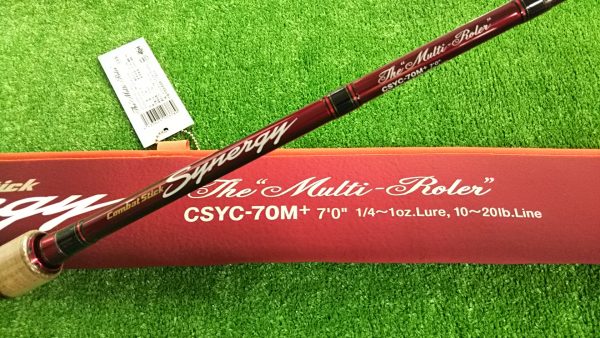 The "Multi-Roler"
CSYC-70M+ 7'0"
Combat Stick
Synergy
The "Multi-Roler"
CSYC-70M+ 7'0" 1/4~1oz.Lure, 10~20lb.Line